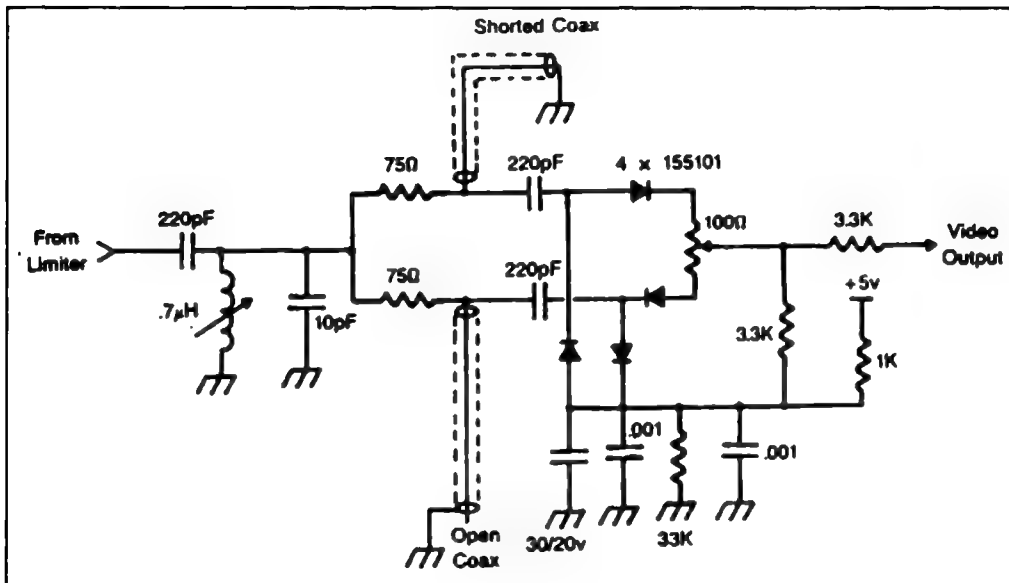 Shorted Coax
75Ω
220pF
4 x 155101
220pF
100Ω
3.3K
From
Limiter
Video
Output
75Ω
220pF
+5v
.7μH
10pF
3.3K
1K
.001
.001
Open
Coax
30/20v
33K